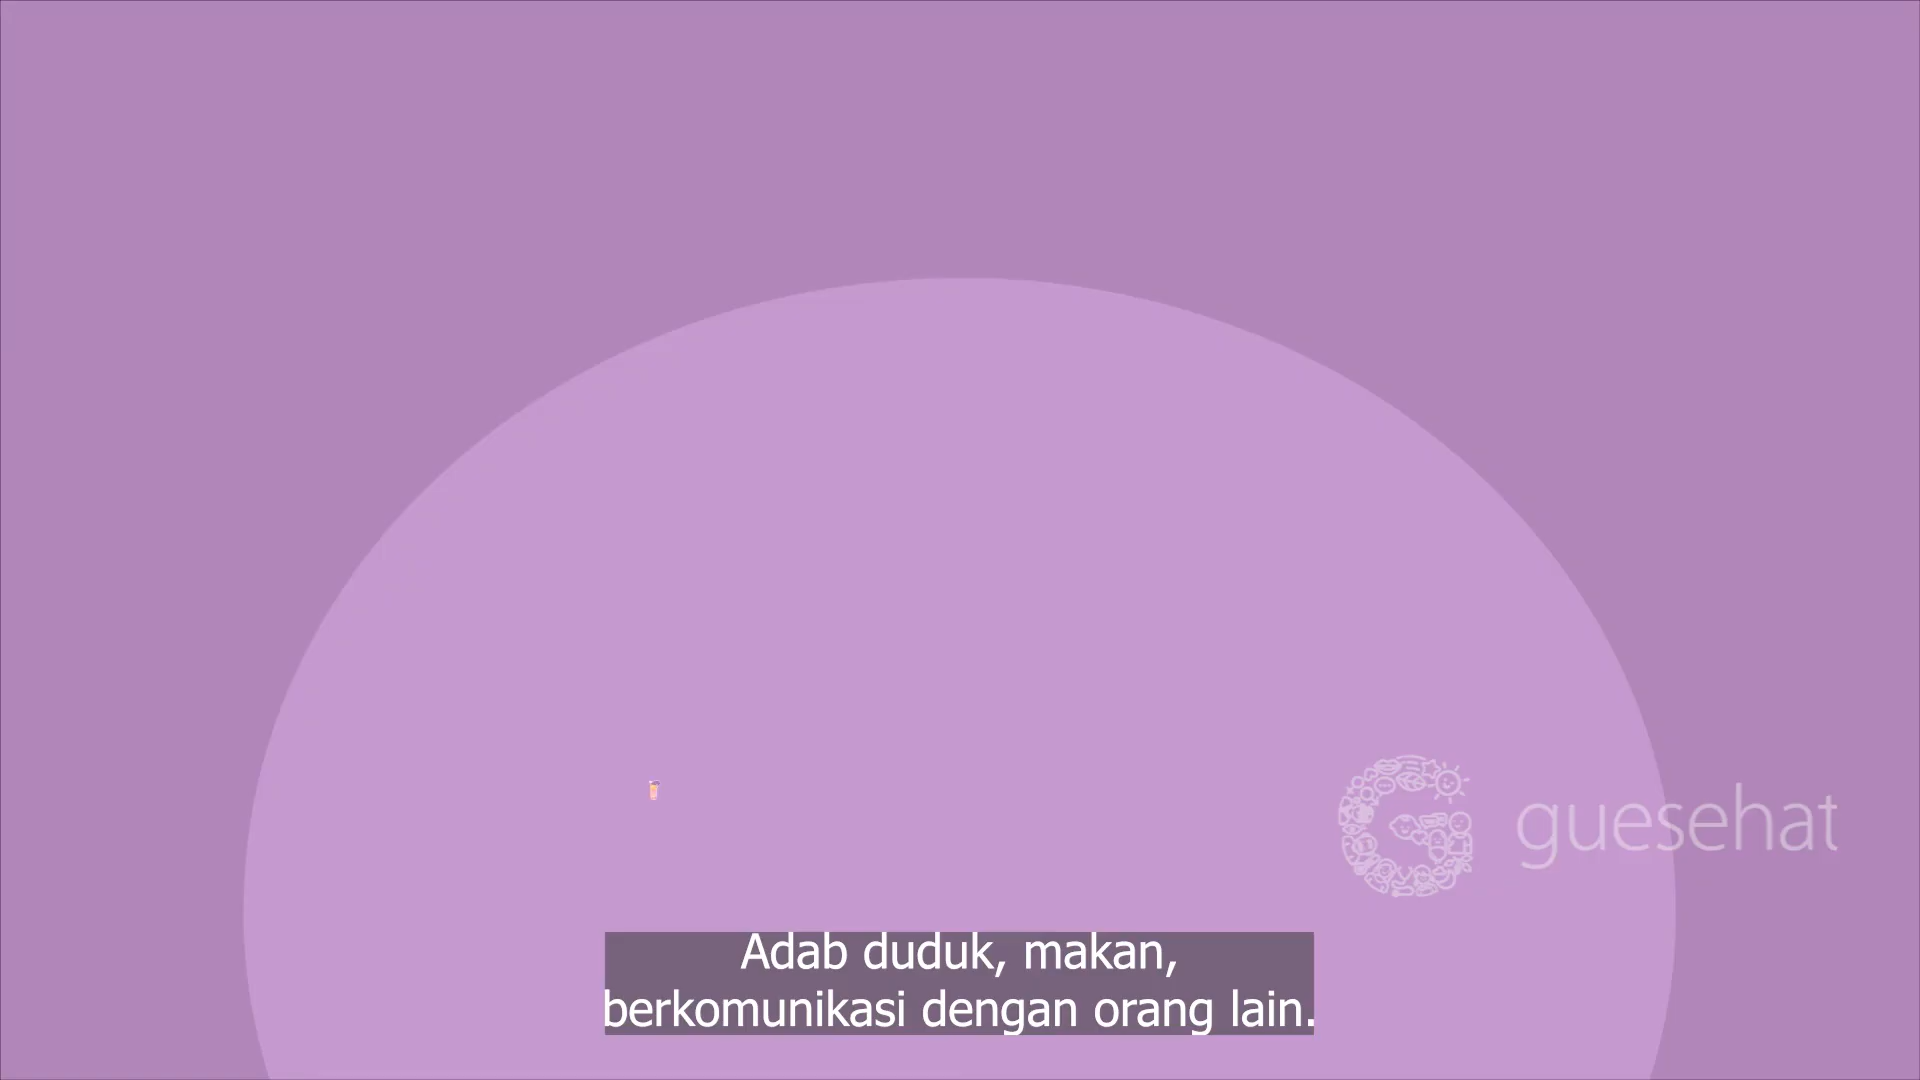 guesehat
Adab duduk, makan,
berkomunikasi dengan orang lain.